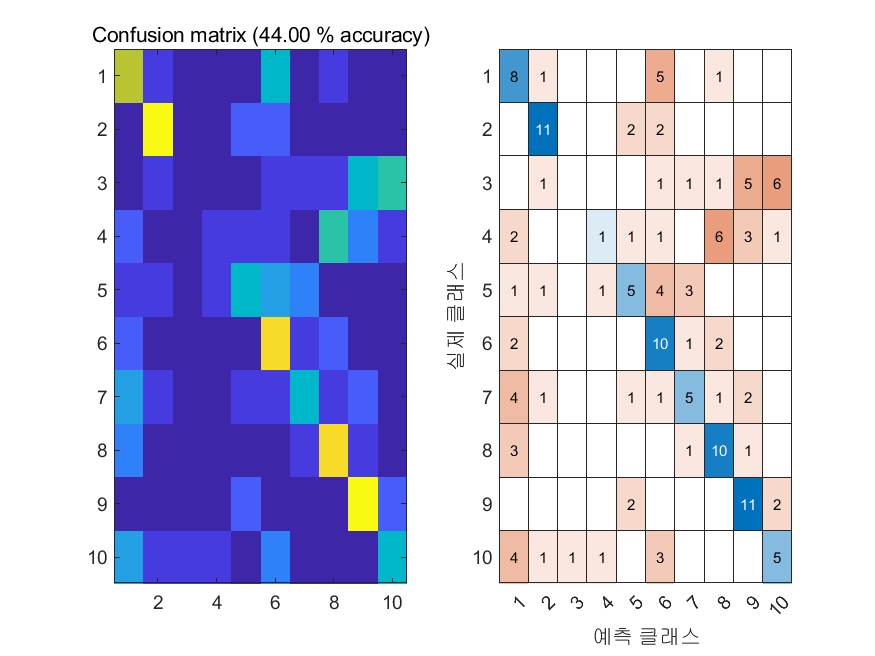 Confusion matrix (44.00 % accuracy)
1
2
3
4
5
6
7
8
9
10
2 4 6 8 10
실제 클래스
1 8 1 5 1
2 11 2 2
3 1 1 1 1 5 6
4 2 1 1 1 6 3 1
5 1 1 1 5 4 3
6 2 10 1 2
7 4 1 1 1 5 1 2
8 3 1 10 1
9 2 11 2
10 4 1 1 1 3 5
1 2 3 4 5 6 7 8 9 10
예측 클래스